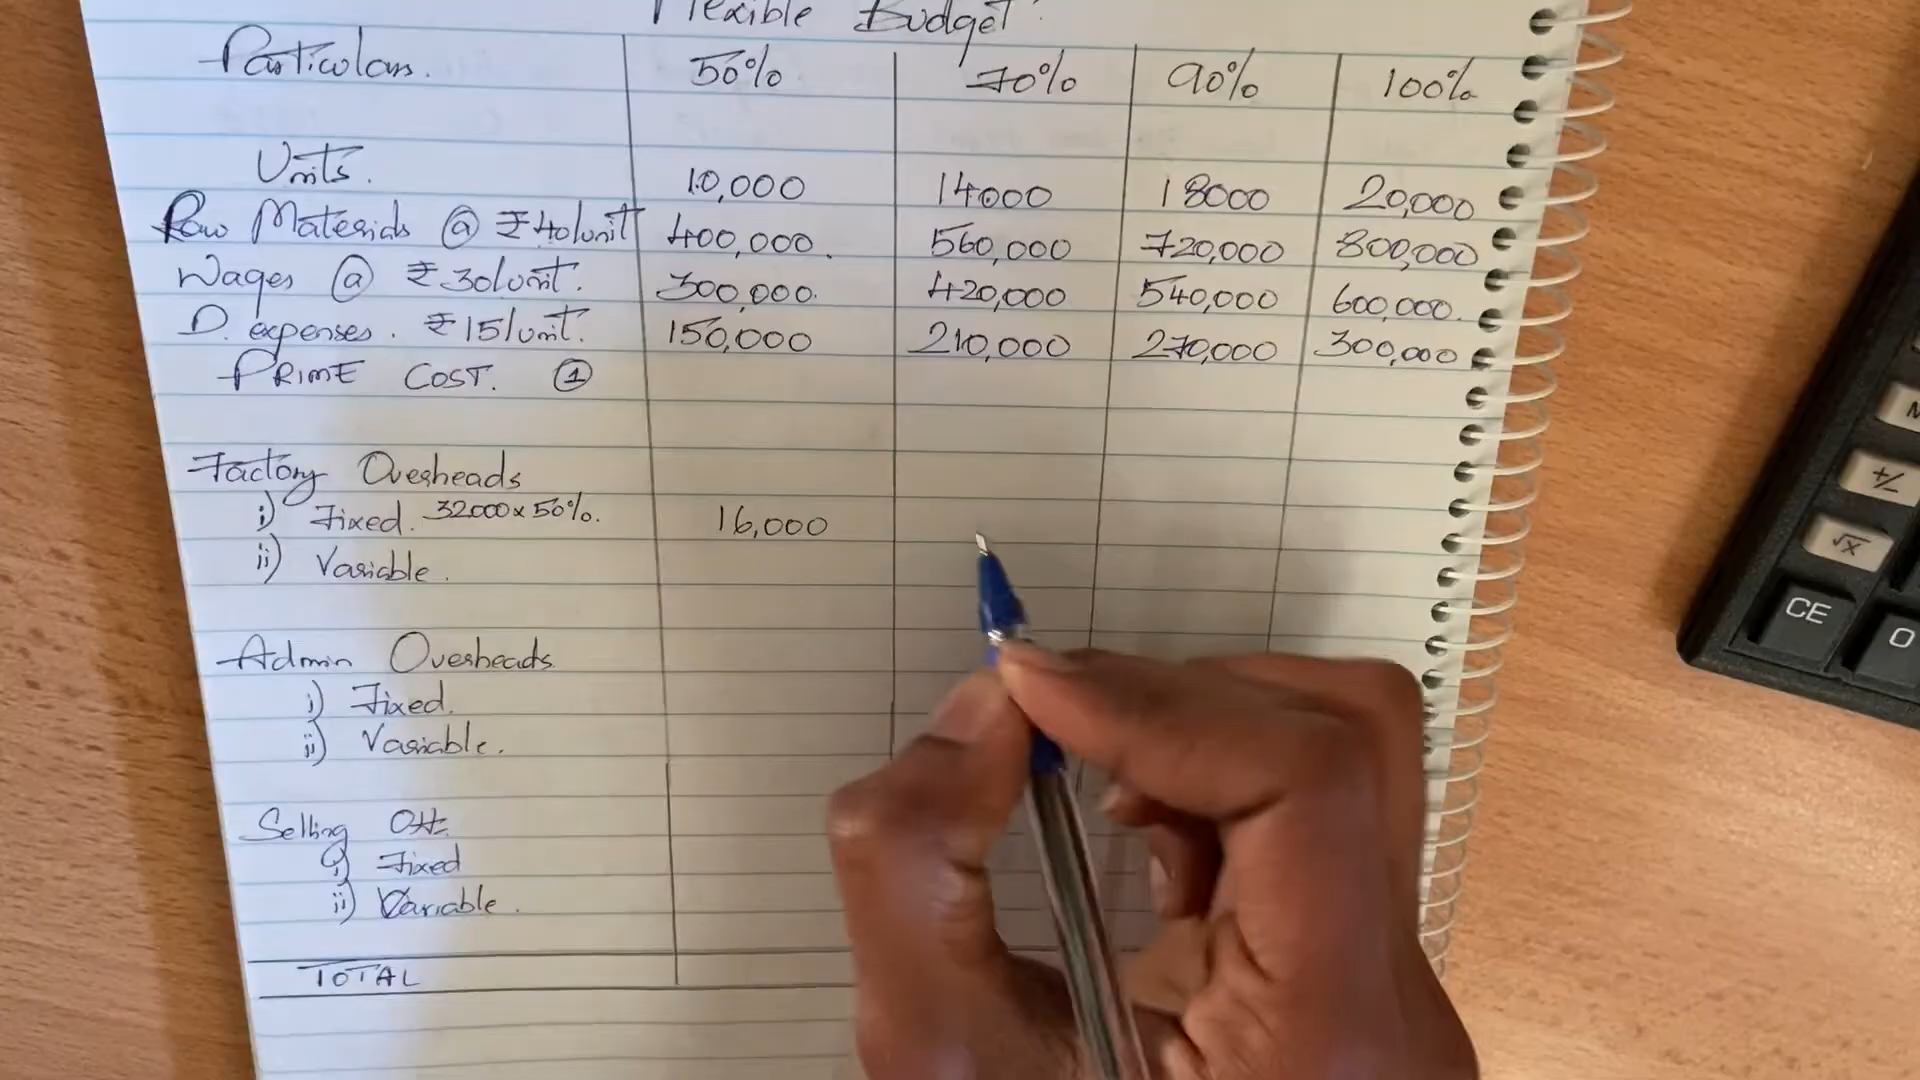 Flexible Budget
Particulars. 50% 70% 90% 100%
Units. 10,000 14000 18000 20,000
Raw Materials @ ₹40/unit 400,000. 560,000 720,000 800,000
Wages @ ₹30/unit. 300,000. 420,000 540,000 600,000.
D. expenses. ₹15/unit. 150,000 210,000 270,000 300,000
PRIME COST. ①
Factory Overheads
i) Fixed. 32000 x 50%. 16,000
ii) Variable.
Admin Overheads
i) Fixed.
ii) Variable.
Selling OH.
i) Fixed
ii) Variable.
TOTAL
M
+/-
√x
CE
0